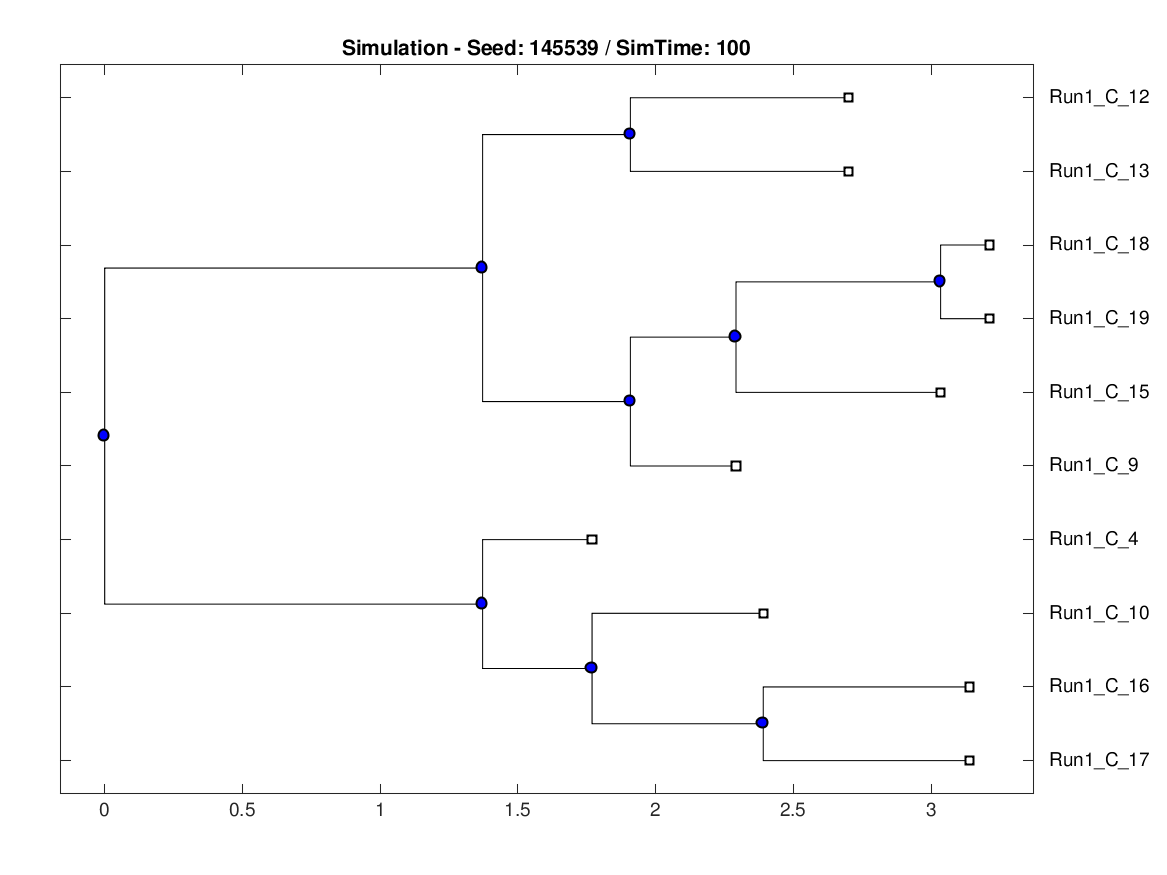 Simulation - Seed: 145539 / SimTime: 100
Run1_C_12
Run1_C_13
Run1_C_18
Run1_C_19
Run1_C_15
Run1_C_9
Run1_C_4
Run1_C_10
Run1_C_16
Run1_C_17
0 0.5 1 1.5 2 2.5 3